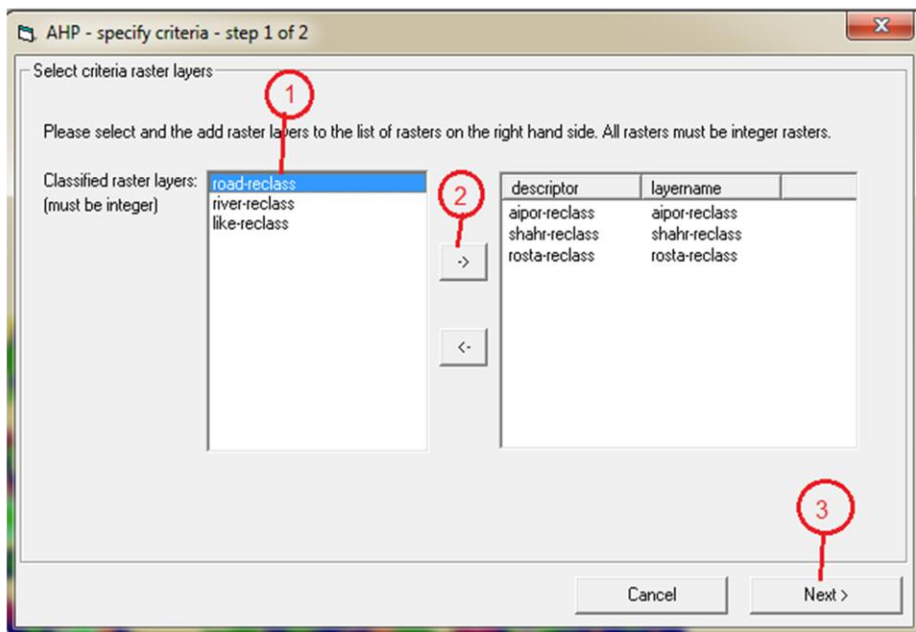 AHP - specify criteria - step 1 of 2
Select criteria raster layers
1
Please select and the add raster layers to the list of rasters on the right hand side. All rasters must be integer rasters.
Classified raster layers:
(must be integer)
road-reclass
river-reclass
like-reclass
2
->
<-
descriptor layername
aipor-reclass aipor-reclass
shahr-reclass shahr-reclass
rosta-reclass rosta-reclass
3
Cancel
Next >